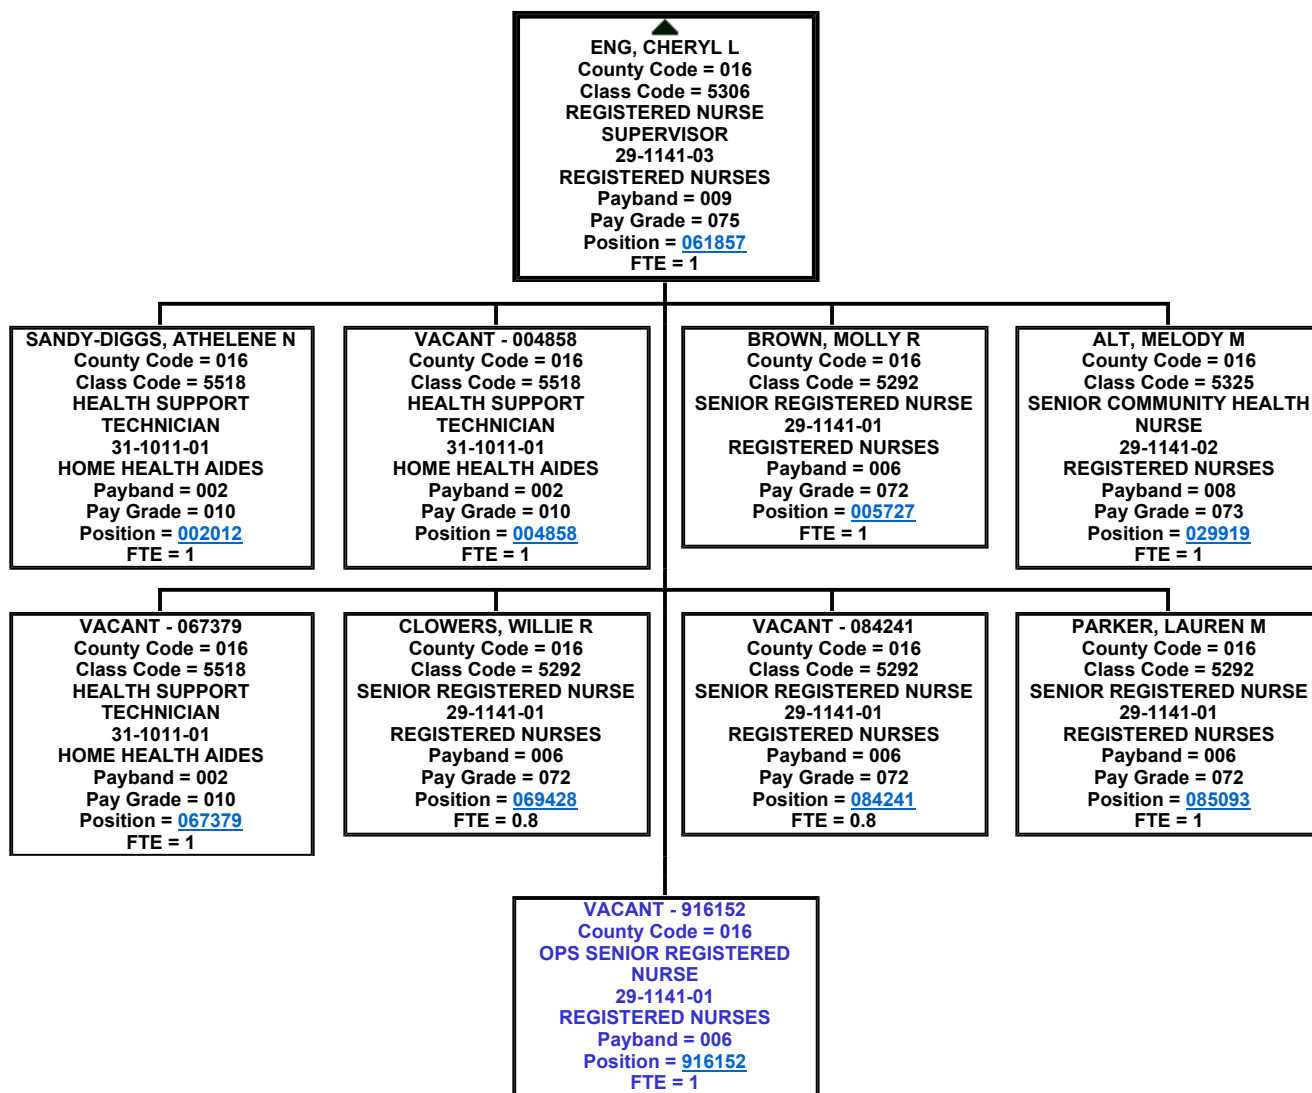 ENG, CHERYL L
County Code = 016
Class Code = 5306
REGISTERED NURSE
SUPERVISOR
29-1141-03
REGISTERED NURSES
Payband = 009
Pay Grade = 075
Position = 061857
FTE = 1
SANDY-DIGGS, ATHELENE N
County Code = 016
Class Code = 5518
HEALTH SUPPORT
TECHNICIAN
31-1011-01
HOME HEALTH AIDES
Payband = 002
Pay Grade = 010
Position = 002012
FTE = 1
VACANT - 004858
County Code = 016
Class Code = 5518
HEALTH SUPPORT
TECHNICIAN
31-1011-01
HOME HEALTH AIDES
Payband = 002
Pay Grade = 010
Position = 004858
FTE = 1
BROWN, MOLLY R
County Code = 016
Class Code = 5292
SENIOR REGISTERED NURSE
29-1141-01
REGISTERED NURSES
Payband = 006
Pay Grade = 072
Position = 005727
FTE = 1
ALT, MELODY M
County Code = 016
Class Code = 5325
SENIOR COMMUNITY HEALTH
NURSE
29-1141-02
REGISTERED NURSES
Payband = 008
Pay Grade = 073
Position = 029919
FTE = 1
VACANT - 067379
County Code = 016
Class Code = 5518
HEALTH SUPPORT
TECHNICIAN
31-1011-01
HOME HEALTH AIDES
Payband = 002
Pay Grade = 010
Position = 067379
FTE = 1
CLOWERS, WILLIE R
County Code = 016
Class Code = 5292
SENIOR REGISTERED NURSE
29-1141-01
REGISTERED NURSES
Payband = 006
Pay Grade = 072
Position = 069428
FTE = 0.8
VACANT - 084241
County Code = 016
Class Code = 5292
SENIOR REGISTERED NURSE
29-1141-01
REGISTERED NURSES
Payband = 006
Pay Grade = 072
Position = 084241
FTE = 0.8
PARKER, LAUREN M
County Code = 016
Class Code = 5292
SENIOR REGISTERED NURSE
29-1141-01
REGISTERED NURSES
Payband = 006
Pay Grade = 072
Position = 085093
FTE = 1
VACANT - 916152
County Code = 016
OPS SENIOR REGISTERED
NURSE
29-1141-01
REGISTERED NURSES
Payband = 006
Position = 916152
FTE = 1